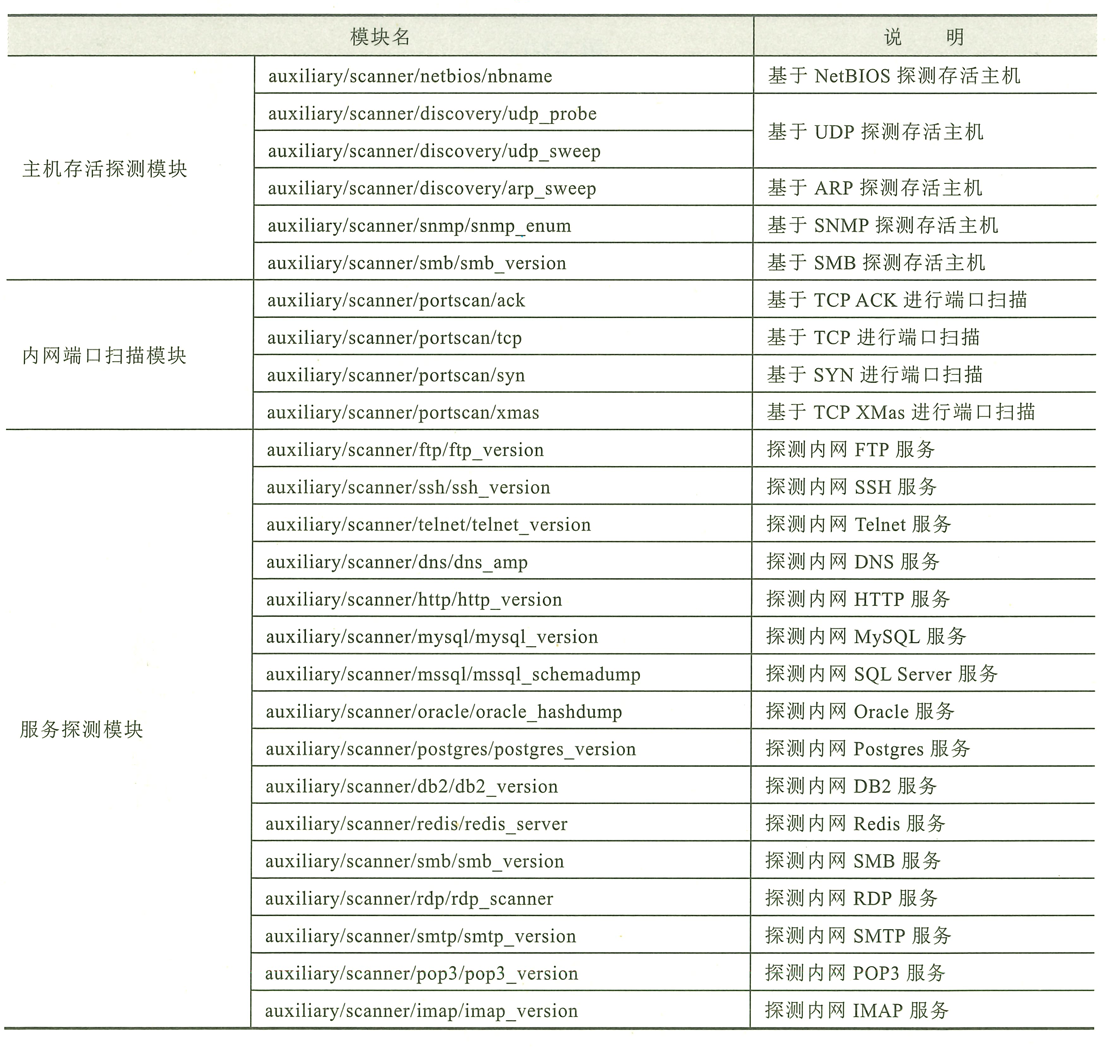 模块名 说 明
主机存活探测模块
auxiliary/scanner/netbios/nbname 基于 NetBIOS 探测存活主机
auxiliary/scanner/discovery/udp_probe 基于 UDP 探测存活主机
auxiliary/scanner/discovery/udp_sweep
auxiliary/scanner/discovery/arp_sweep 基于 ARP 探测存活主机
auxiliary/scanner/snmp/snmp_enum 基于 SNMP 探测存活主机
auxiliary/scanner/smb/smb_version 基于 SMB 探测存活主机
内网端口扫描模块
auxiliary/scanner/portscan/ack 基于 TCP ACK 进行端口扫描
auxiliary/scanner/portscan/tcp 基于 TCP 进行端口扫描
auxiliary/scanner/portscan/syn 基于 SYN 进行端口扫描
auxiliary/scanner/portscan/xmas 基于 TCP XMas 进行端口扫描
服务探测模块
auxiliary/scanner/ftp/ftp_version 探测内网 FTP 服务
auxiliary/scanner/ssh/ssh_version 探测内网 SSH 服务
auxiliary/scanner/telnet/telnet_version 探测内网 Telnet 服务
auxiliary/scanner/dns/dns_amp 探测内网 DNS 服务
auxiliary/scanner/http/http_version 探测内网 HTTP 服务
auxiliary/scanner/mysql/mysql_version 探测内网 MySQL 服务
auxiliary/scanner/mssql/mssql_schemadump 探测内网 SQL Server 服务
auxiliary/scanner/oracle/oracle_hashdump 探测内网 Oracle 服务
auxiliary/scanner/postgres/postgres_version 探测内网 Postgres 服务
auxiliary/scanner/db2/db2_version 探测内网 DB2 服务
auxiliary/scanner/redis/redis_server 探测内网 Redis 服务
auxiliary/scanner/smb/smb_version 探测内网 SMB 服务
auxiliary/scanner/rdp/rdp_scanner 探测内网 RDP 服务
auxiliary/scanner/smtp/smtp_version 探测内网 SMTP 服务
auxiliary/scanner/pop3/pop3_version 探测内网 POP3 服务
auxiliary/scanner/imap/imap_version 探测内网 IMAP 服务